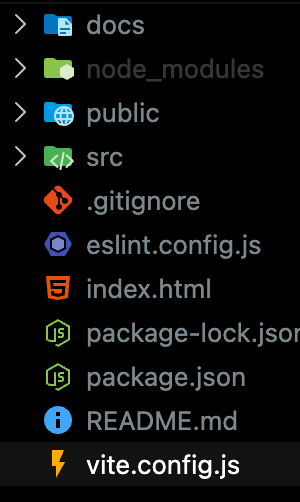 docs
node_modules
public
src
.gitignore
eslint.config.js
index.html
package-lock.json
package.json
README.md
vite.config.js